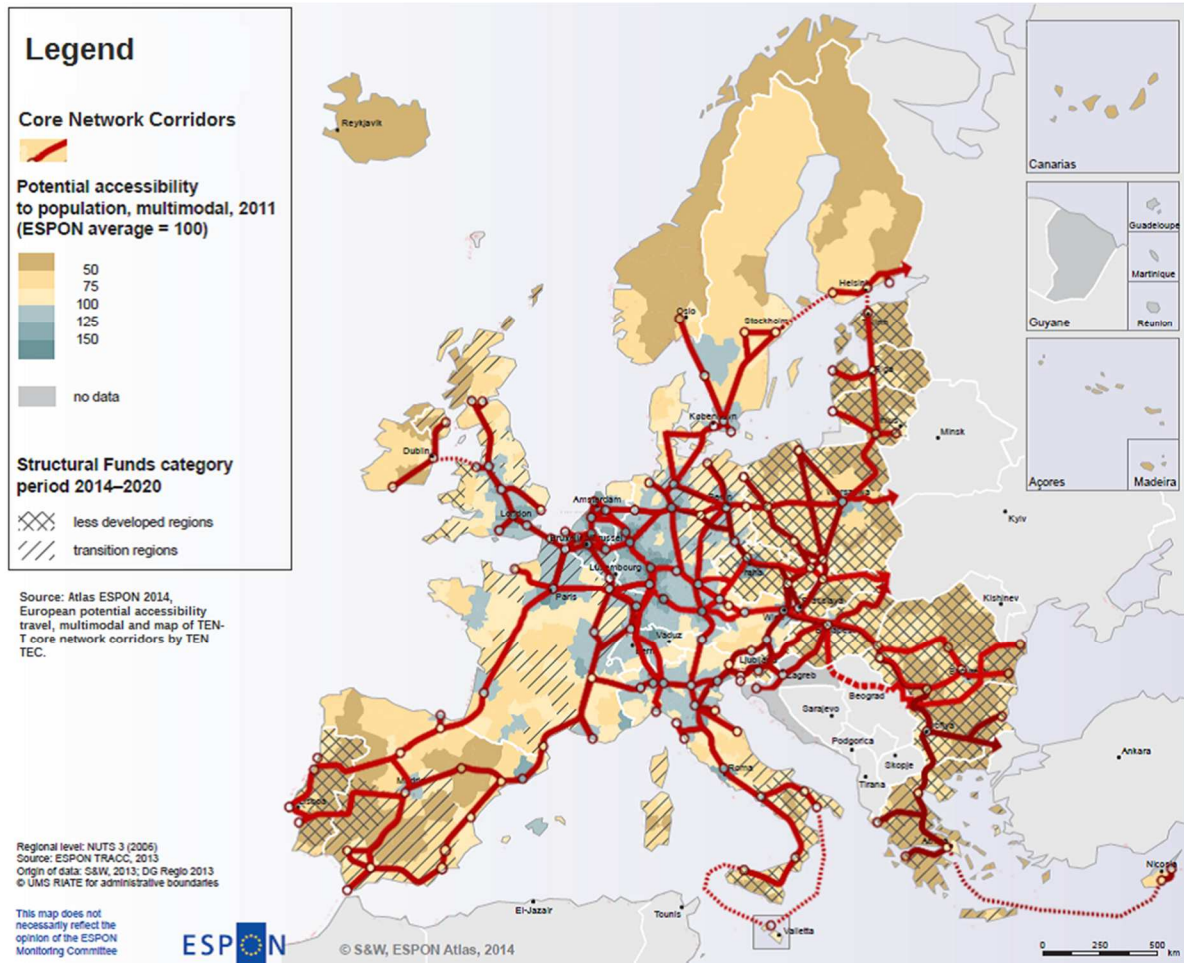 Legend
Core Network Corridors
Potential accessibility
to population, multimodal, 2011
(ESPON average = 100)
50
75
100
125
150
no data
Structural Funds category
period 2014–2020
less developed regions
transition regions
Source: Atlas ESPON 2014,
European potential accessibility
travel, multimodal and map of TEN-
T core network corridors by TEN
TEC.
Regional level: NUTS 3 (2006)
Source: ESPON TRACC, 2013
Origin of data: S&W, 2013; DG Regio 2013
© UMS RIATE for administrative boundaries
This map does not
necessarily reflect the
opinion of the ESPON
Monitoring Committee
ESPON
© S&W, ESPON Atlas, 2014
Reykjavik
Oslo
Stockholm
København
Dublin
London
Amsterdam
Luxembourg
Paris
Vaduz
Minsk
Kyiv
Kishinev
Zagreb
Beograd
Sarajevo
Podgorica
Skopje
Tirana
Roma
Ankara
Nicosia
El-Jazair
Tounis
Valletta
Canarias
Guyane
Guadeloupe
Martinique
Réunion
Açores
Madeira
0 250 500
km